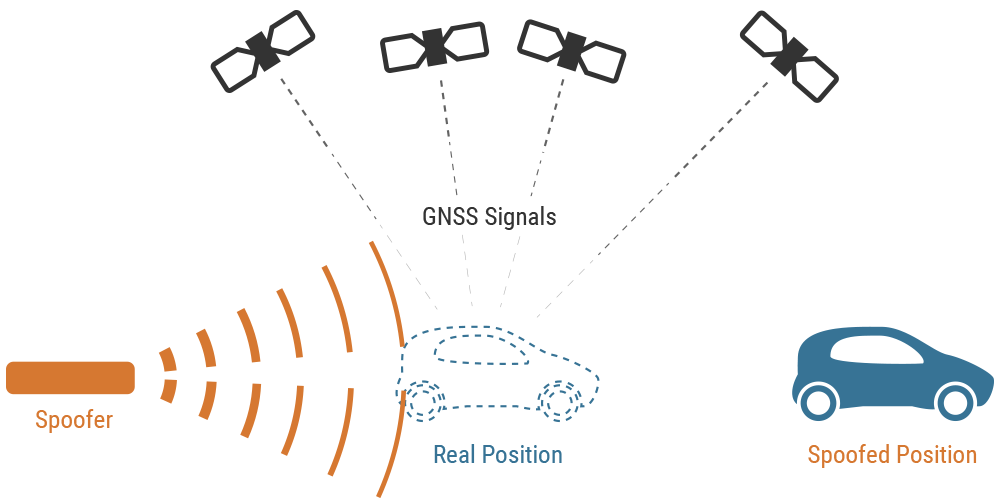 GNSS Signals
Spoofer
Real Position
Spoofed Position